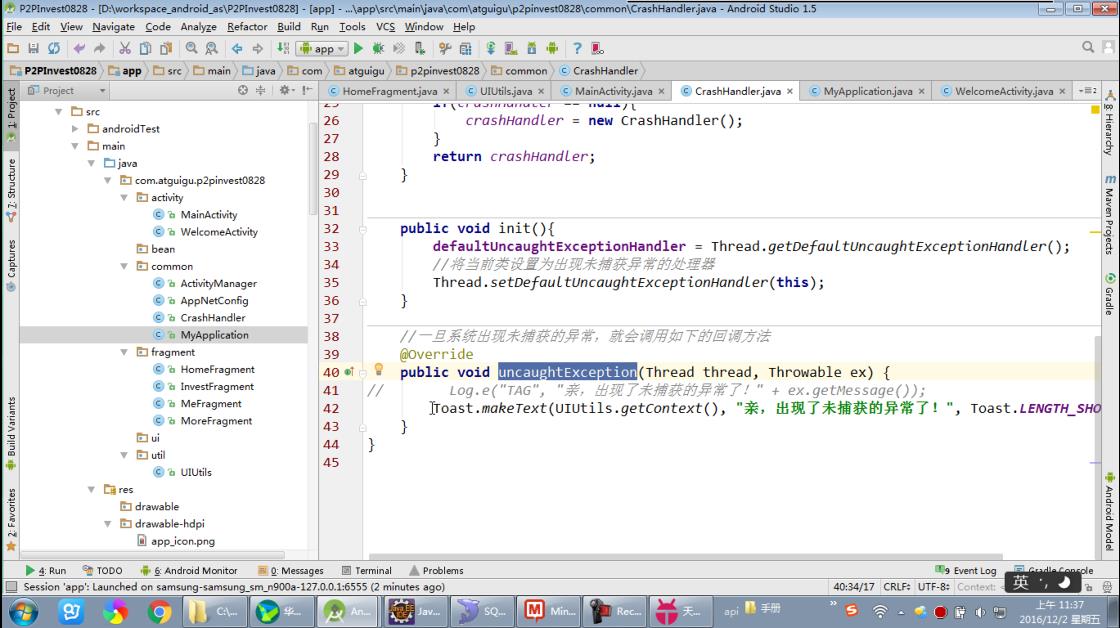 P2PInvest0828 - [D:\workspace_android_as\P2PInvest0828] - [app] - ...\app\src\main\java\com\atguigu\p2pinvest0828\common\CrashHandler.java - Android Studio 1.5
File Edit View Navigate Code Analyze Refactor Build Run Tools VCS Window Help
app
P2PInvest0828 app src main java com atguigu p2pinvest0828 common CrashHandler
Project
HomeFragment.java UIUtils.java MainActivity.java CrashHandler.java MyApplication.java WelcomeActivity.java
1: Project
7: Structure
Captures
Build Variants
2: Favorites
src
androidTest
main
java
com.atguigu.p2pinvest0828
activity
MainActivity
WelcomeActivity
bean
common
ActivityManager
AppNetConfig
CrashHandler
MyApplication
fragment
HomeFragment
InvestFragment
MeFragment
MoreFragment
ui
util
UIUtils
res
drawable
drawable-hdpi
app_icon.png
25 if(crashHandler == null){
26 crashHandler = new CrashHandler();
27 }
28 return crashHandler;
29 }
30
31
32 public void init(){
33 defaultUncaughtExceptionHandler = Thread.getDefaultUncaughtExceptionHandler();
34 //将当前类设置为出现未捕获异常的处理器
35 Thread.setDefaultUncaughtExceptionHandler(this);
36 }
37
38 //一旦系统出现未捕获的异常，就会调用如下的回调方法
39 @Override
40 public void uncaughtException(Thread thread, Throwable ex) {
41 // Log.e("TAG", "亲，出现了未捕获的异常了！" + ex.getMessage());
42 Toast.makeText(UIUtils.getContext(), "亲，出现了未捕获的异常了！", Toast.LENGTH_SHO
43 }
44 }
45
8: Hierarchy
Maven Projects
Gradle
Android Model
4: Run TODO 6: Android Monitor 0: Messages Terminal Problems
9 Event Log Gradle Console
Session 'app': Launched on samsung-samsung_sm_n900a-127.0.0.1:6555 (2 minutes ago)
40:34/17 CRLF÷ UTF-8÷ Context:
英
C:\... 华... An... Jav... SQ... Min... Rec... 天... api 手册
上午 11:37
2016/12/2 星期五